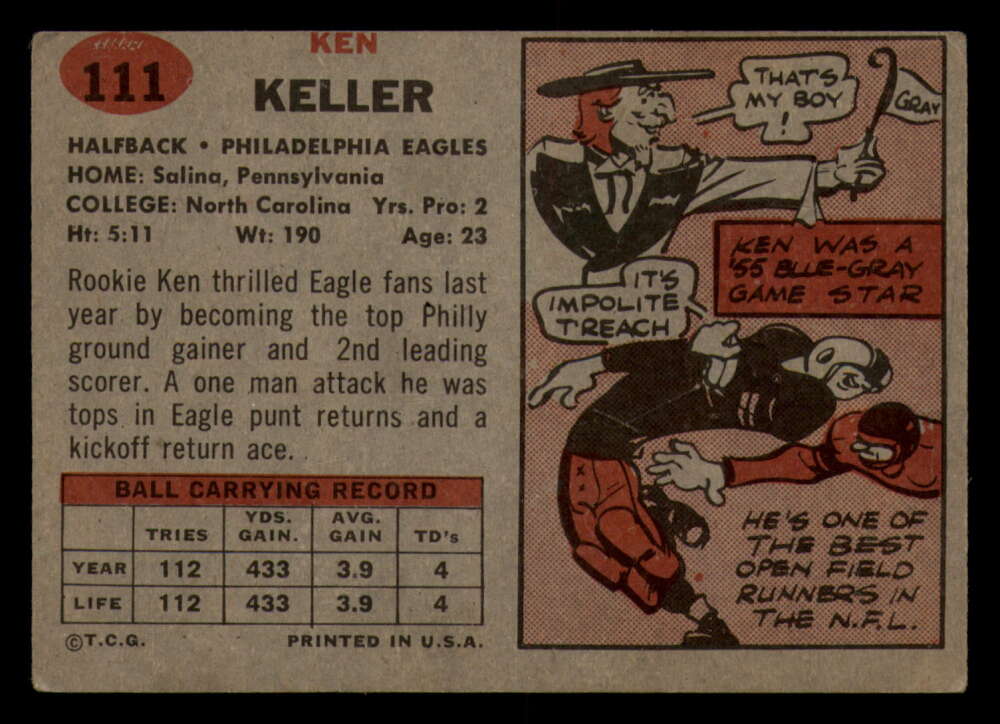 111
KEN
KELLER
HALFBACK • PHILADELPHIA EAGLES
HOME: Salina, Pennsylvania
COLLEGE: North Carolina Yrs. Pro: 2
Ht: 5:11 Wt: 190 Age: 23
Rookie Ken thrilled Eagle fans last
year by becoming the top Philly
ground gainer and 2nd leading
scorer. A one man attack he was
tops in Eagle punt returns and a
kickoff return ace.
BALL CARRYING RECORD
TRIES YDS. GAIN. AVG. GAIN TD's
YEAR 112 433 3.9 4
LIFE 112 433 3.9 4
©T.C.G. PRINTED IN U.S.A.
THAT'S
MY BOY
!
GRAY
KEN WAS A
'55 BLUE-GRAY
GAME STAR
IT'S
IMPOLITE
T'REACH
HE'S ONE OF
THE BEST
OPEN FIELD
RUNNERS IN
THE N.F.L.